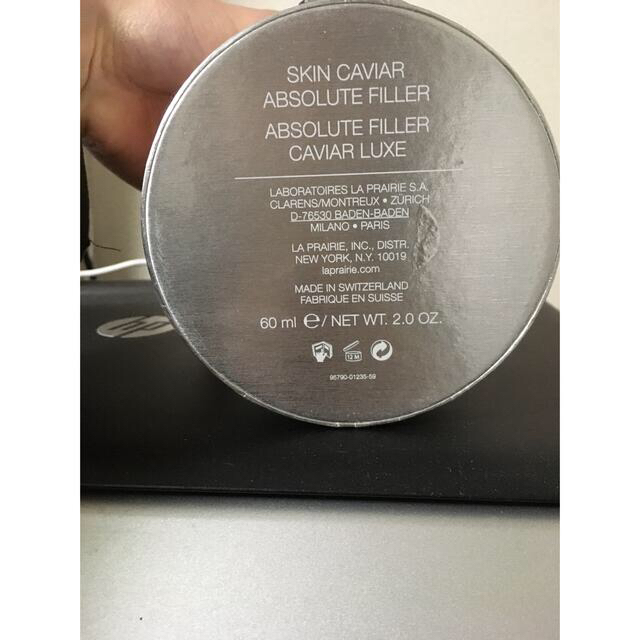 SKIN CAVIAR
ABSOLUTE FILLER
ABSOLUTE FILLER
CAVIAR LUXE
LABORATOIRES LA PRAIRIE S.A.
CLARENS/MONTREUX • ZÜRICH
D-76530 BADEN-BADEN
MILANO • PARIS
LA PRAIRIE, INC., DISTR.
NEW YORK, N.Y. 10019
laprairie.com
MADE IN SWITZERLAND
FABRIQUE EN SUISSE
60 ml ℮/ NET WT. 2.0 OZ.
12 M
95790-01235-59
hp